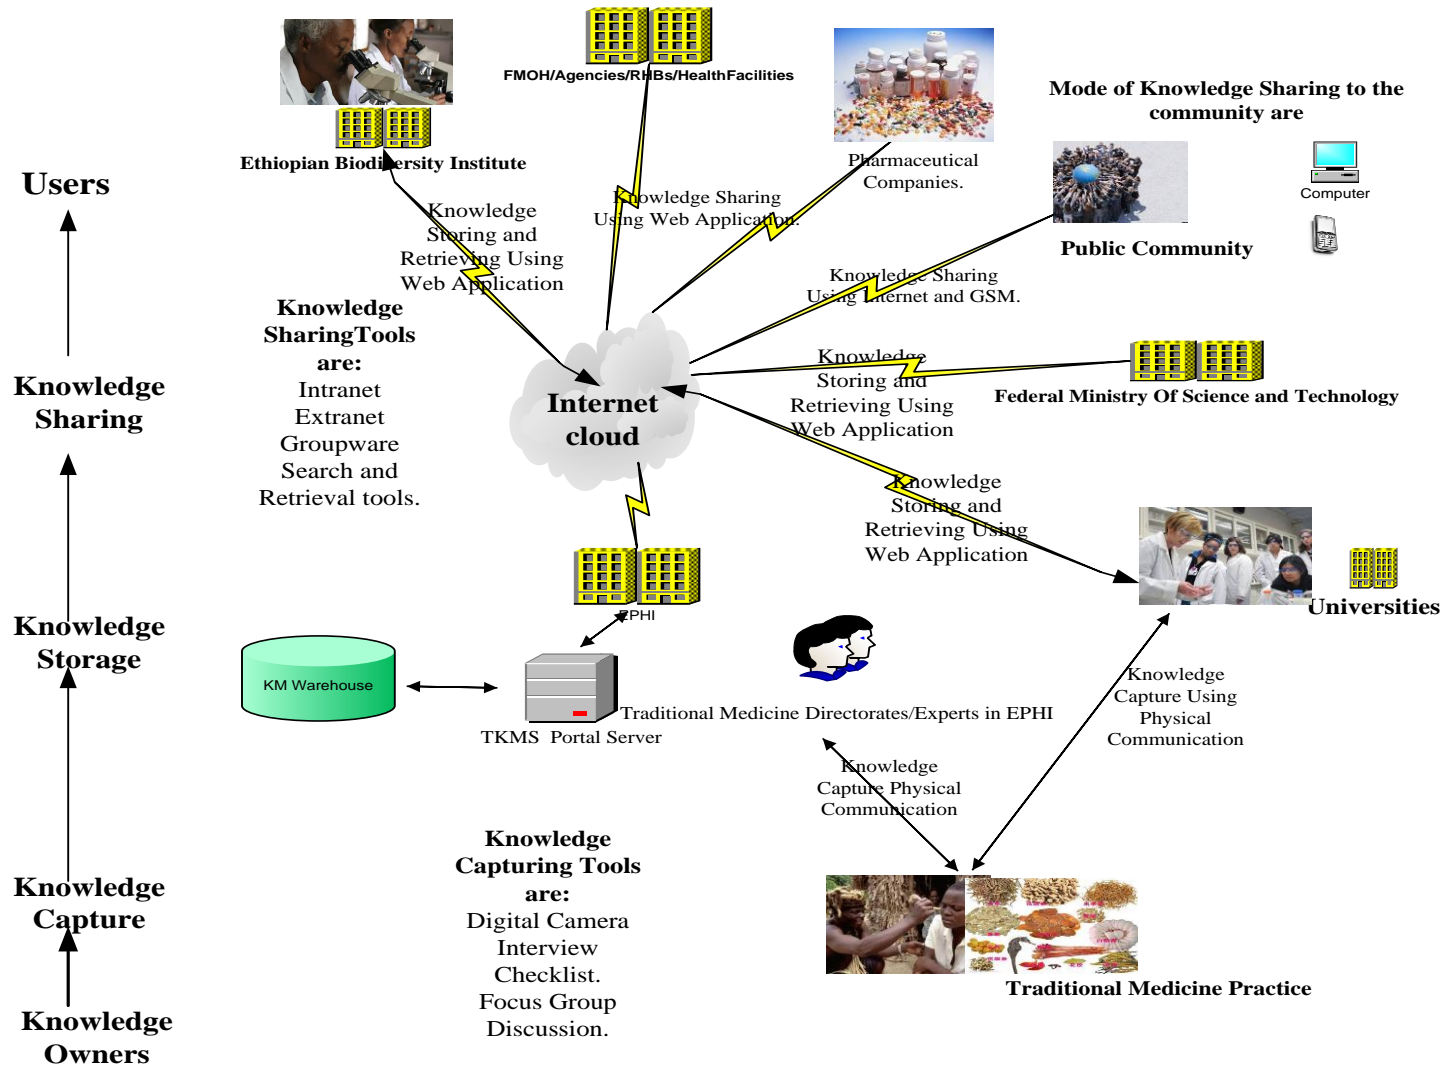 FMOH/Agencies/RHBs/HealthFacilities
Mode of Knowledge Sharing to the
community are
Ethiopian Biodiversity Institute
Pharmaceutical
Companies.
Computer
Public Community
Users
Knowledge
Storing and
Retrieving Using
Web Application
Knowledge Sharing
Using Web Application.
Knowledge Sharing
Using Internet and GSM.
Knowledge
SharingTools
are:
Intranet
Extranet
Groupware
Search and
Retrieval tools.
Knowledge
Sharing
Internet
cloud
Knowledge
Storing and
Retrieving Using
Web Application
Federal Ministry Of Science and Technology
Knowledge
Storing and
Retrieving Using
Web Application
Universities
Knowledge
Storage
EPHI
KM Warehouse
TKMS Portal Server
Traditional Medicine Directorates/Experts in EPHI
Knowledge
Capture Using
Physical
Communication
Knowledge
Capture Physical
Communication
Knowledge
Capturing Tools
are:
Digital Camera
Interview
Checklist.
Focus Group
Discussion.
Knowledge
Capture
Traditional Medicine Practice
Knowledge
Owners